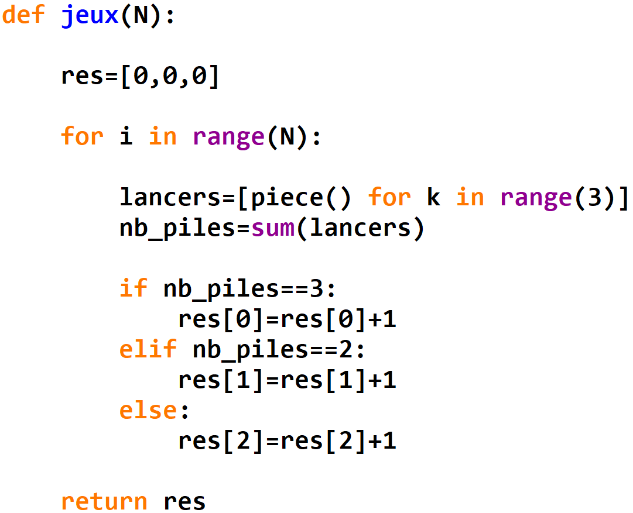 def jeux(N):
    res=[0,0,0]
    for i in range(N):
        lancers=[piece() for k in range(3)]
        nb_piles=sum(lancers)
        if nb_piles==3:
            res[0]=res[0]+1
        elif nb_piles==2:
            res[1]=res[1]+1
        else:
            res[2]=res[2]+1
    return res